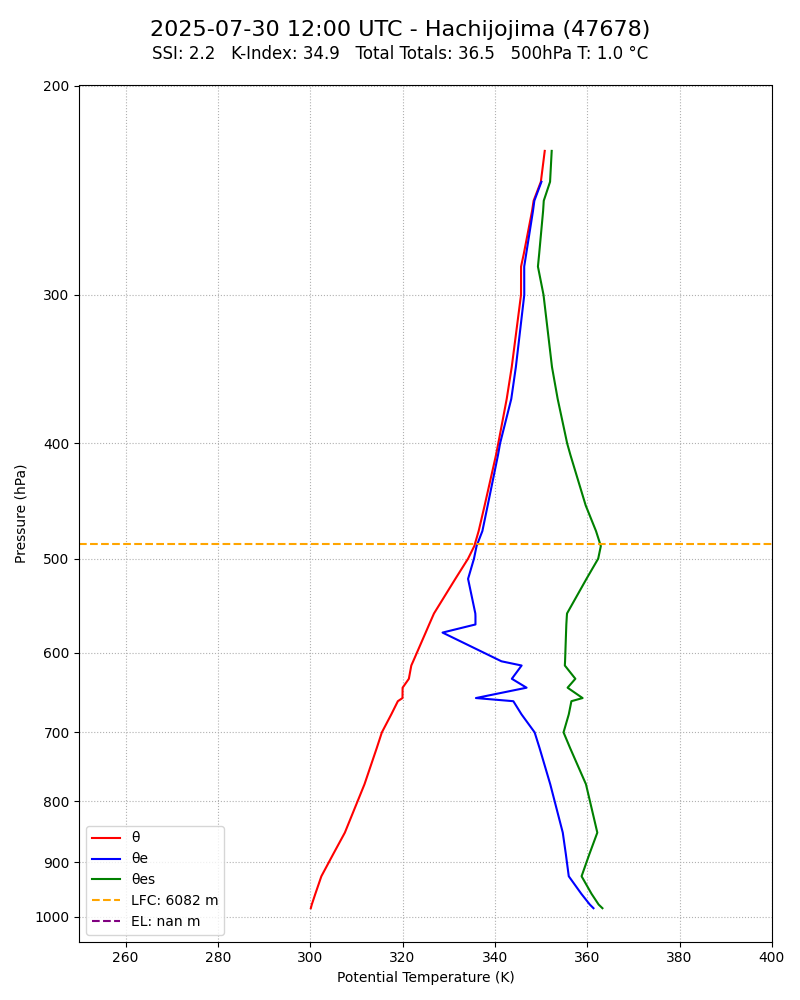 2025-07-30 12:00 UTC - Hachijojima (47678)
SSI: 2.2   K-Index: 34.9   Total Totals: 36.5   500hPa T: 1.0 °C
200
300
400
500
600
700
800
900
1000
Pressure (hPa)
θ
θe
θes
LFC: 6082 m
EL: nan m
260
280
300
320
340
360
380
400
Potential Temperature (K)